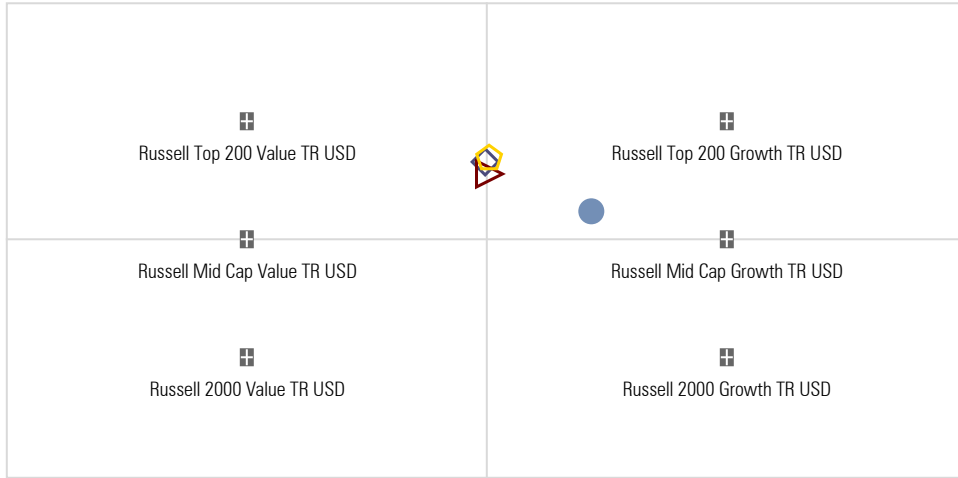 Russell Top 200 Value TR USD
Russell Top 200 Growth TR USD
Russell Mid Cap Value TR USD
Russell Mid Cap Growth TR USD
Russell 2000 Value TR USD
Russell 2000 Growth TR USD